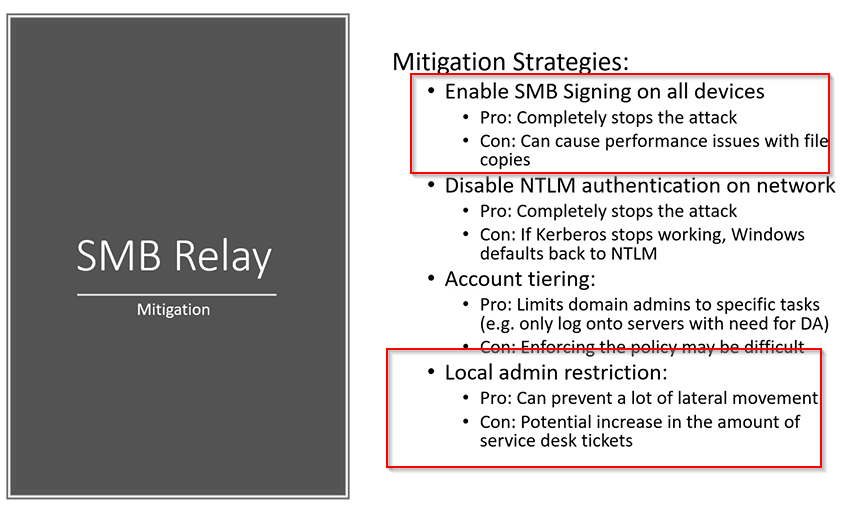 SMB Relay
Mitigation
Mitigation Strategies:
• Enable SMB Signing on all devices
• Pro: Completely stops the attack
• Con: Can cause performance issues with file
copies
• Disable NTLM authentication on network
• Pro: Completely stops the attack
• Con: If Kerberos stops working, Windows
defaults back to NTLM
• Account tiering:
• Pro: Limits domain admins to specific tasks
(e.g. only log onto servers with need for DA)
• Con: Enforcing the policy may be difficult
• Local admin restriction:
• Pro: Can prevent a lot of lateral movement
• Con: Potential increase in the amount of
service desk tickets